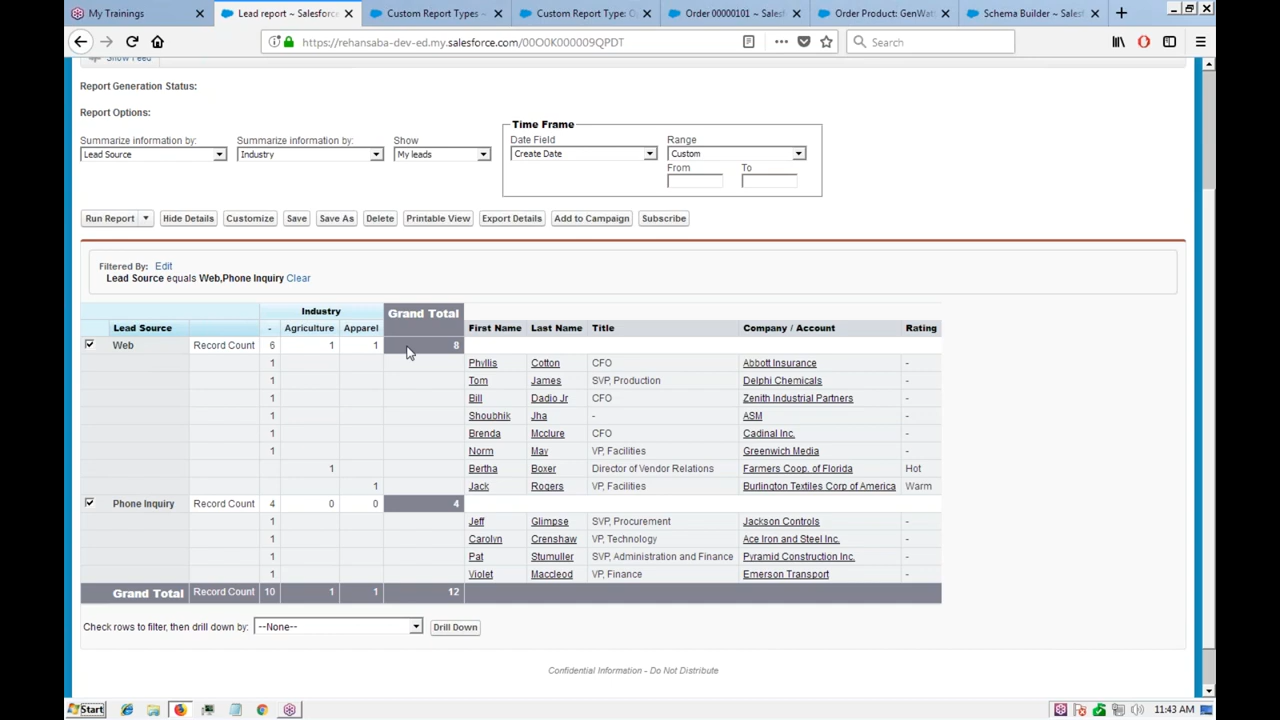 My Trainings
Lead report ~ Salesforce
Custom Report Types ~
Custom Report Type: O
Order 00000101 ~ Sales
Order Product: GenWat
Schema Builder ~ Salesf
https://rehansaba-dev-ed.my.salesforce.com/00O0K000009QPDT
Search
Show Feed
Report Generation Status:
Report Options:
Summarize information by:
Summarize information by:
Show
Lead Source
Industry
My leads
Time Frame
Date Field
Range
Create Date
Custom
From
To
Run Report
Hide Details
Customize
Save
Save As
Delete
Printable View
Export Details
Add to Campaign
Subscribe
Filtered By: Edit
Lead Source equals Web,Phone Inquiry Clear
Industry
Grand Total
Lead Source - Agriculture Apparel First Name Last Name Title Company / Account Rating
Web Record Count 6 1 1 8
1 Phyllis Cotton CFO Abbott Insurance -
1 Tom James SVP, Production Delphi Chemicals -
1 Bill Dadio Jr CFO Zenith Industrial Partners -
1 Shoubhik Jha - ASM -
1 Brenda Mcclure CFO Cadinal Inc. -
1 Norm May VP, Facilities Greenwich Media -
1 Bertha Boxer Director of Vendor Relations Farmers Coop. of Florida Hot
1 Jack Rogers VP, Facilities Burlington Textiles Corp of America Warm
Phone Inquiry Record Count 4 0 0 4
1 Jeff Glimpse SVP, Procurement Jackson Controls -
1 Carolyn Crenshaw VP, Technology Ace Iron and Steel Inc. -
1 Pat Stumuller SVP, Administration and Finance Pyramid Construction Inc. -
1 Violet Maccleod VP, Finance Emerson Transport -
Grand Total Record Count 10 1 1 12
Check rows to filter, then drill down by: --None-- Drill Down
Confidential Information - Do Not Distribute
Start
11:43 AM